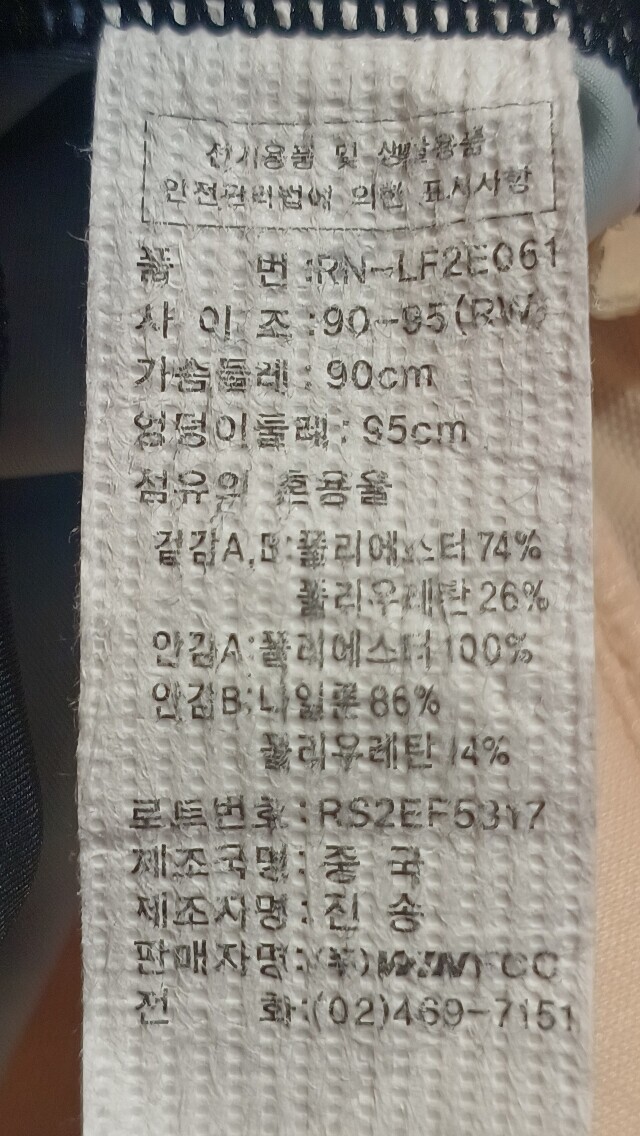 전기용품 및 생활용품
안전관리법에 의한 표시사항
품 번 :RN-LF2E061
사 이 즈 :90-95(RW)
가슴둘레 : 90cm
엉덩이둘레 : 95cm
섬유의 혼용율
겉감A,B:폴리에스터 74%
폴리우레탄 26%
안감A:폴리에스터 100%
안감B:나일론 86%
폴리우레탄 14%
로트번호:RS2EF5317
제조국명: 중 국
제조자명: 진 송
판매자명:(주)
전 화:(02)469-7151